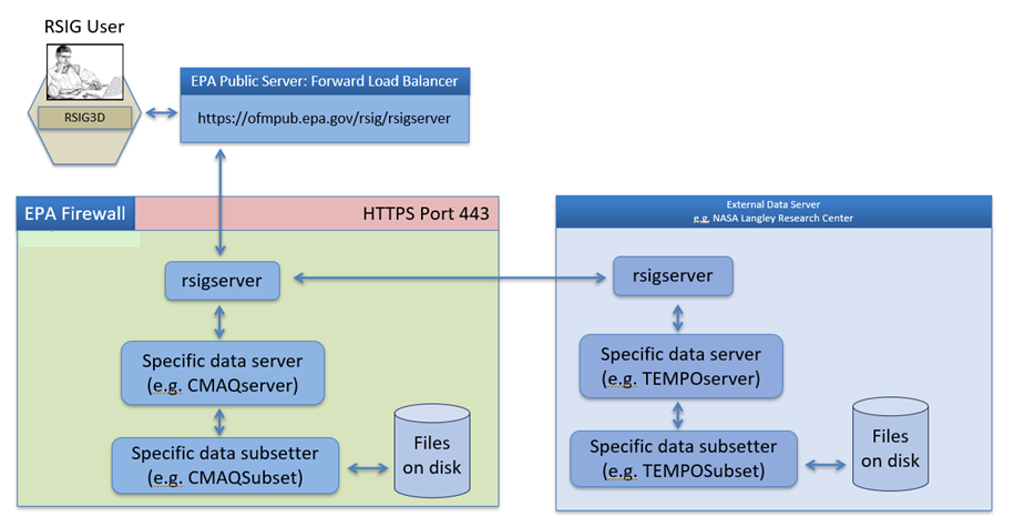 RSIG User
RSIG3D
EPA Public Server: Forward Load Balancer
https://ofmpub.epa.gov/rsig/rsigserver
EPA Firewall
HTTPS Port 443
rsigserver
Specific data server
(e.g. CMAQserver)
Specific data subsetter
(e.g. CMAQSubset)
Files
on disk
External Data Server
e.g. NASA Langley Research Center
rsigserver
Specific data server
(e.g. TEMPOserver)
Specific data subsetter
(e.g. TEMPOSubset)
Files
on disk